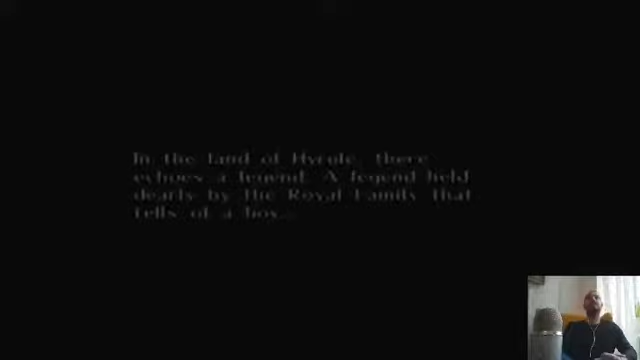 In the land of Hyrule, there
echoes a legend. A legend held
dearly by the Royal Family that
tells of a boy...